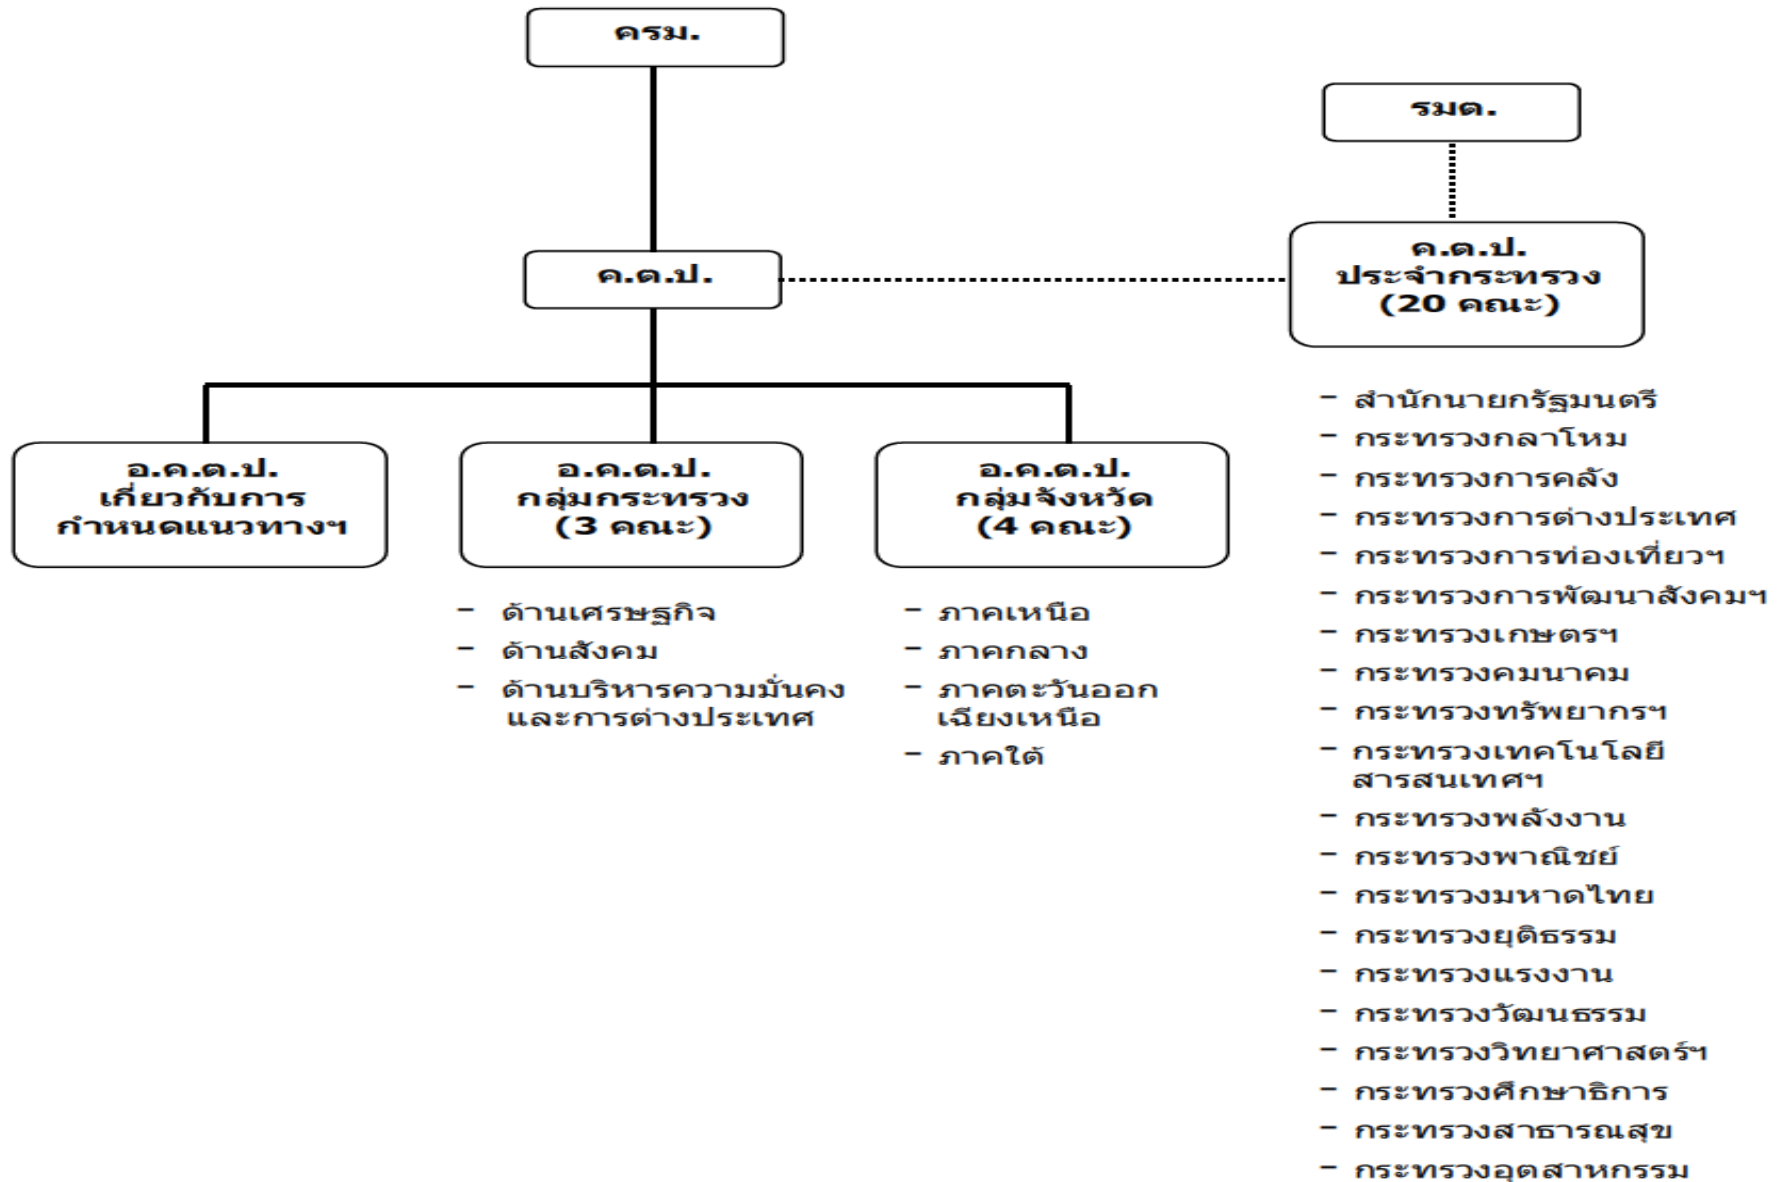 ครม.
รมต.
ค.ต.ป.
ค.ต.ป.
ประจำกระทรวง
(20 คณะ)
อ.ค.ต.ป.
เกี่ยวกับการ
กำหนดแนวทางฯ
อ.ค.ต.ป.
กลุ่มกระทรวง
(3 คณะ)
- ด้านเศรษฐกิจ
- ด้านสังคม
- ด้านบริหารความมั่นคง
และการต่างประเทศ
อ.ค.ต.ป.
กลุ่มจังหวัด
(4 คณะ)
- ภาคเหนือ
- ภาคกลาง
- ภาคตะวันออก
เฉียงเหนือ
- ภาคใต้
- สำนักนายกรัฐมนตรี
- กระทรวงกลาโหม
- กระทรวงการคลัง
- กระทรวงการต่างประเทศ
- กระทรวงการท่องเที่ยวฯ
- กระทรวงการพัฒนาสังคมฯ
- กระทรวงเกษตรฯ
- กระทรวงคมนาคม
- กระทรวงทรัพยากรฯ
- กระทรวงเทคโนโลยี
สารสนเทศฯ
- กระทรวงพลังงาน
- กระทรวงพาณิชย์
- กระทรวงมหาดไทย
- กระทรวงยุติธรรม
- กระทรวงแรงงาน
- กระทรวงวัฒนธรรม
- กระทรวงวิทยาศาสตร์ฯ
- กระทรวงศึกษาธิการ
- กระทรวงสาธารณสุข
- กระทรวงอุตสาหกรรม